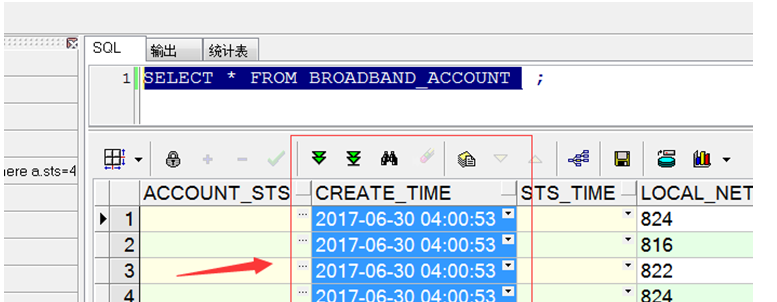 SQL 输出 统计表
1 SELECT * FROM BROADBAND_ACCOUNT ;
here a.sts=4
ACCOUNT_STS CREATE_TIME STS_TIME LOCAL_NET
1 2017-06-30 04:00:53 824
2 2017-06-30 04:00:53 816
3 2017-06-30 04:00:53 822
4 2017-06-30 04:00:53 824